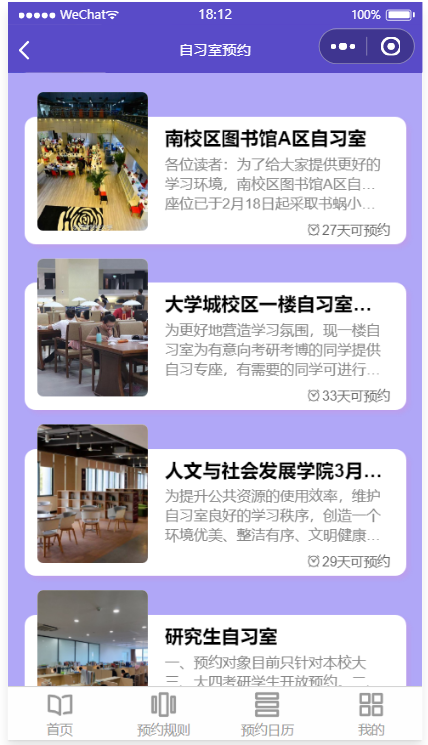 WeChat
18:12
100%
自习室预约
南校区图书馆A区自习室
各位读者：为了给大家提供更好的
学习环境，南校区图书馆A区自...
座位已于2月18日起采取书蜗小...
27天可预约
大学城校区一楼自习室...
为更好地营造学习氛围，现一楼自
习室为有意向考研考博的同学提供
自习专座，有需要的同学可进行...
33天可预约
人文与社会发展学院3月...
为提升公共资源的使用效率，维护
自习室良好的学习秩序，创造一个
环境优美、整洁有序、文明健康...
29天可预约
研究生自习室
一、预约对象目前只针对本校大
三、大四考研学生开放预约。二、
首页
预约规则
预约日历
我的